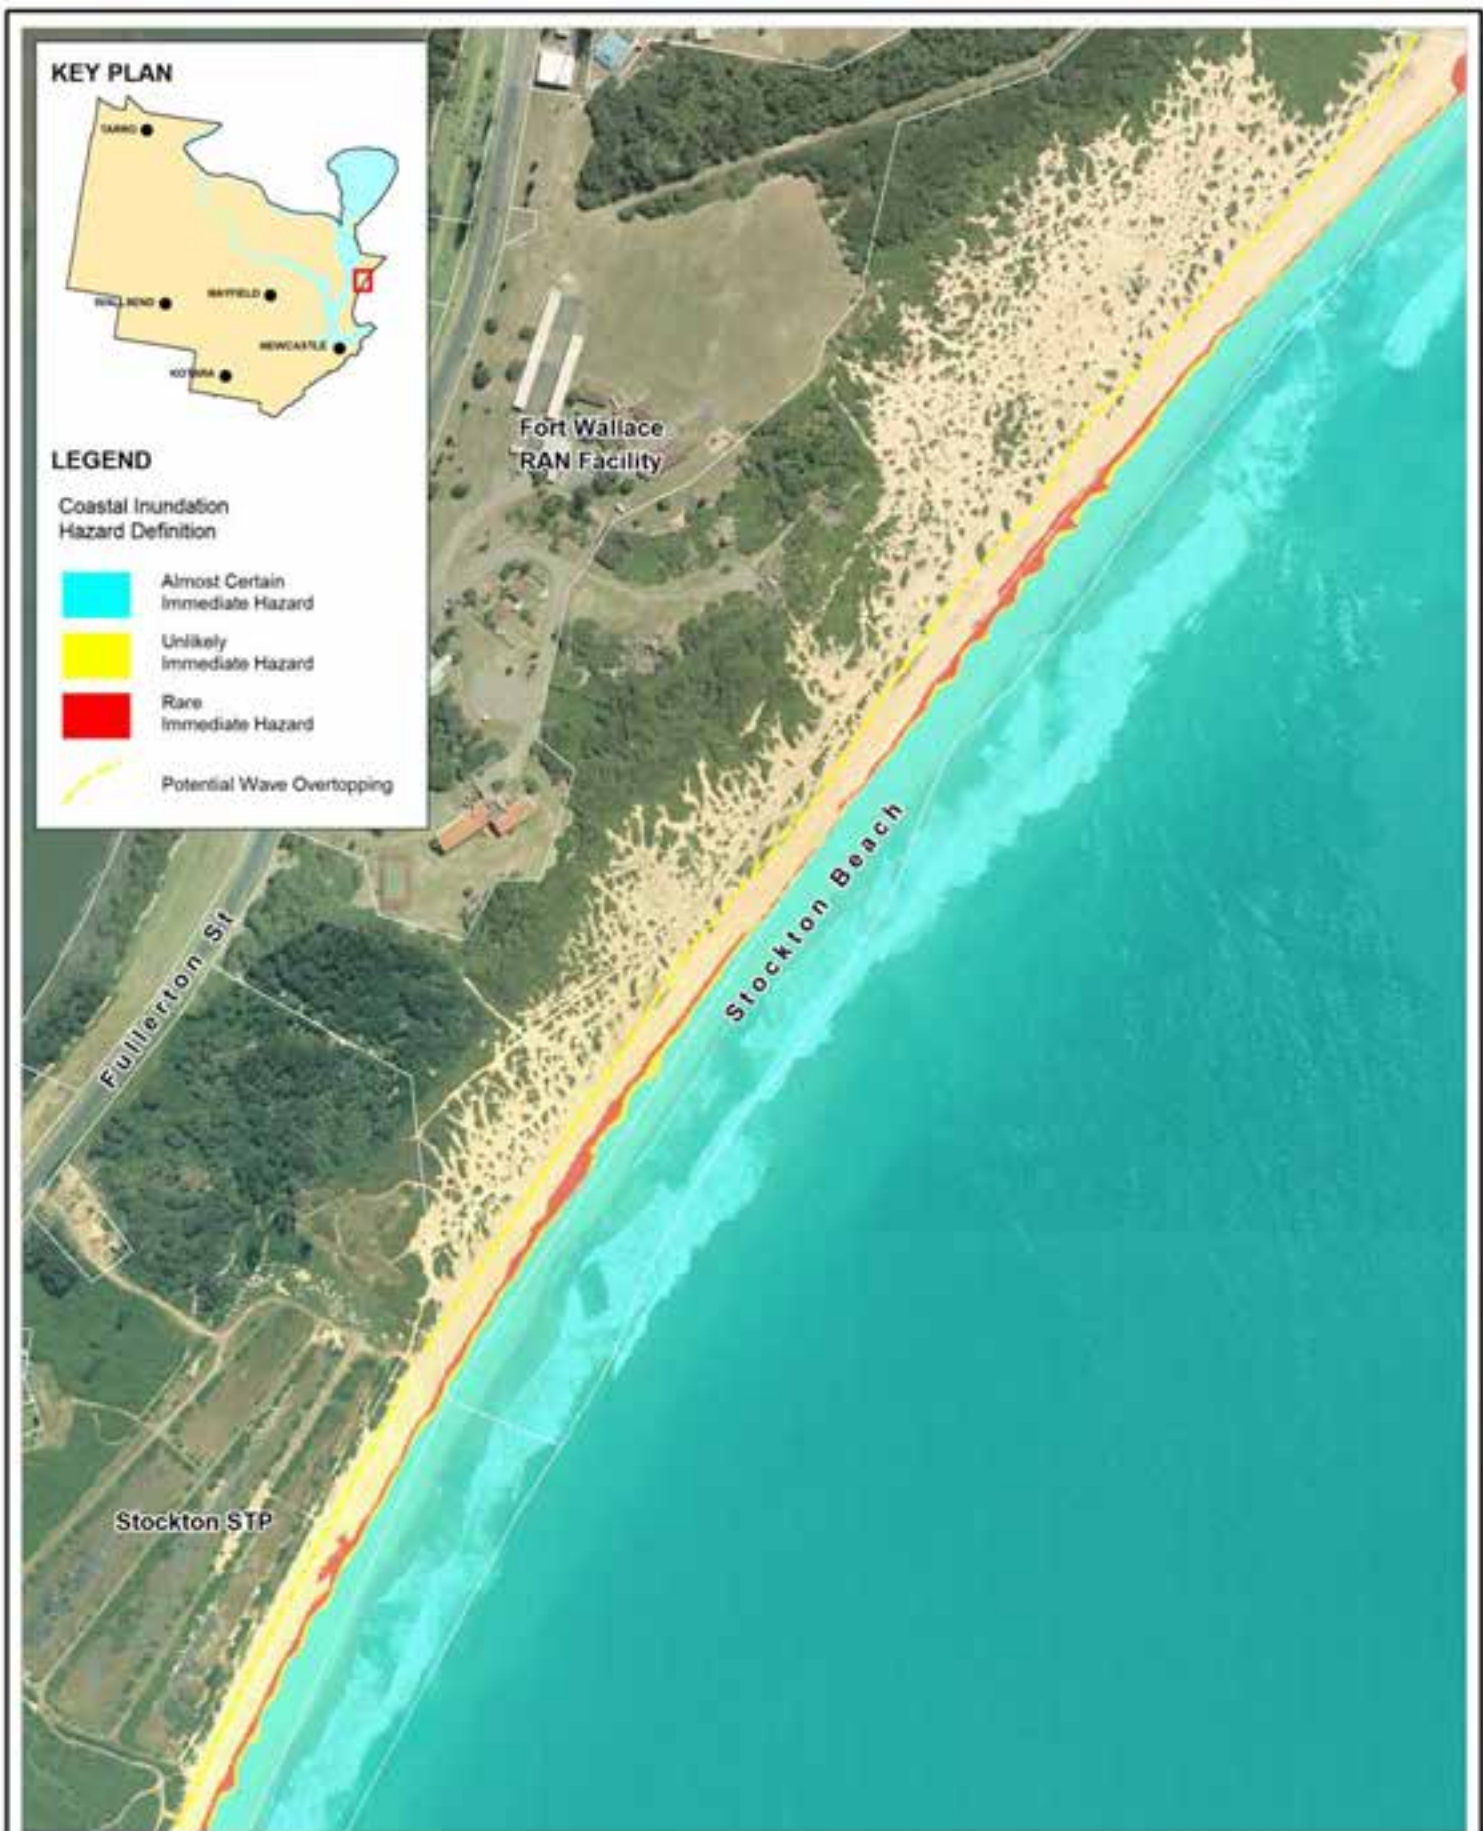 KEY PLAN
TARRO
WALLSEND
MAYFIELD
NEWCASTLE
KOTARA
LEGEND
Coastal Inundation
Hazard Definition
Almost Certain
Immediate Hazard
Unlikely
Immediate Hazard
Rare
Immediate Hazard
Potential Wave Overtopping
Fort Wallace
RAN Facility
Stockton Beach
Fullerton St
Stockton STP